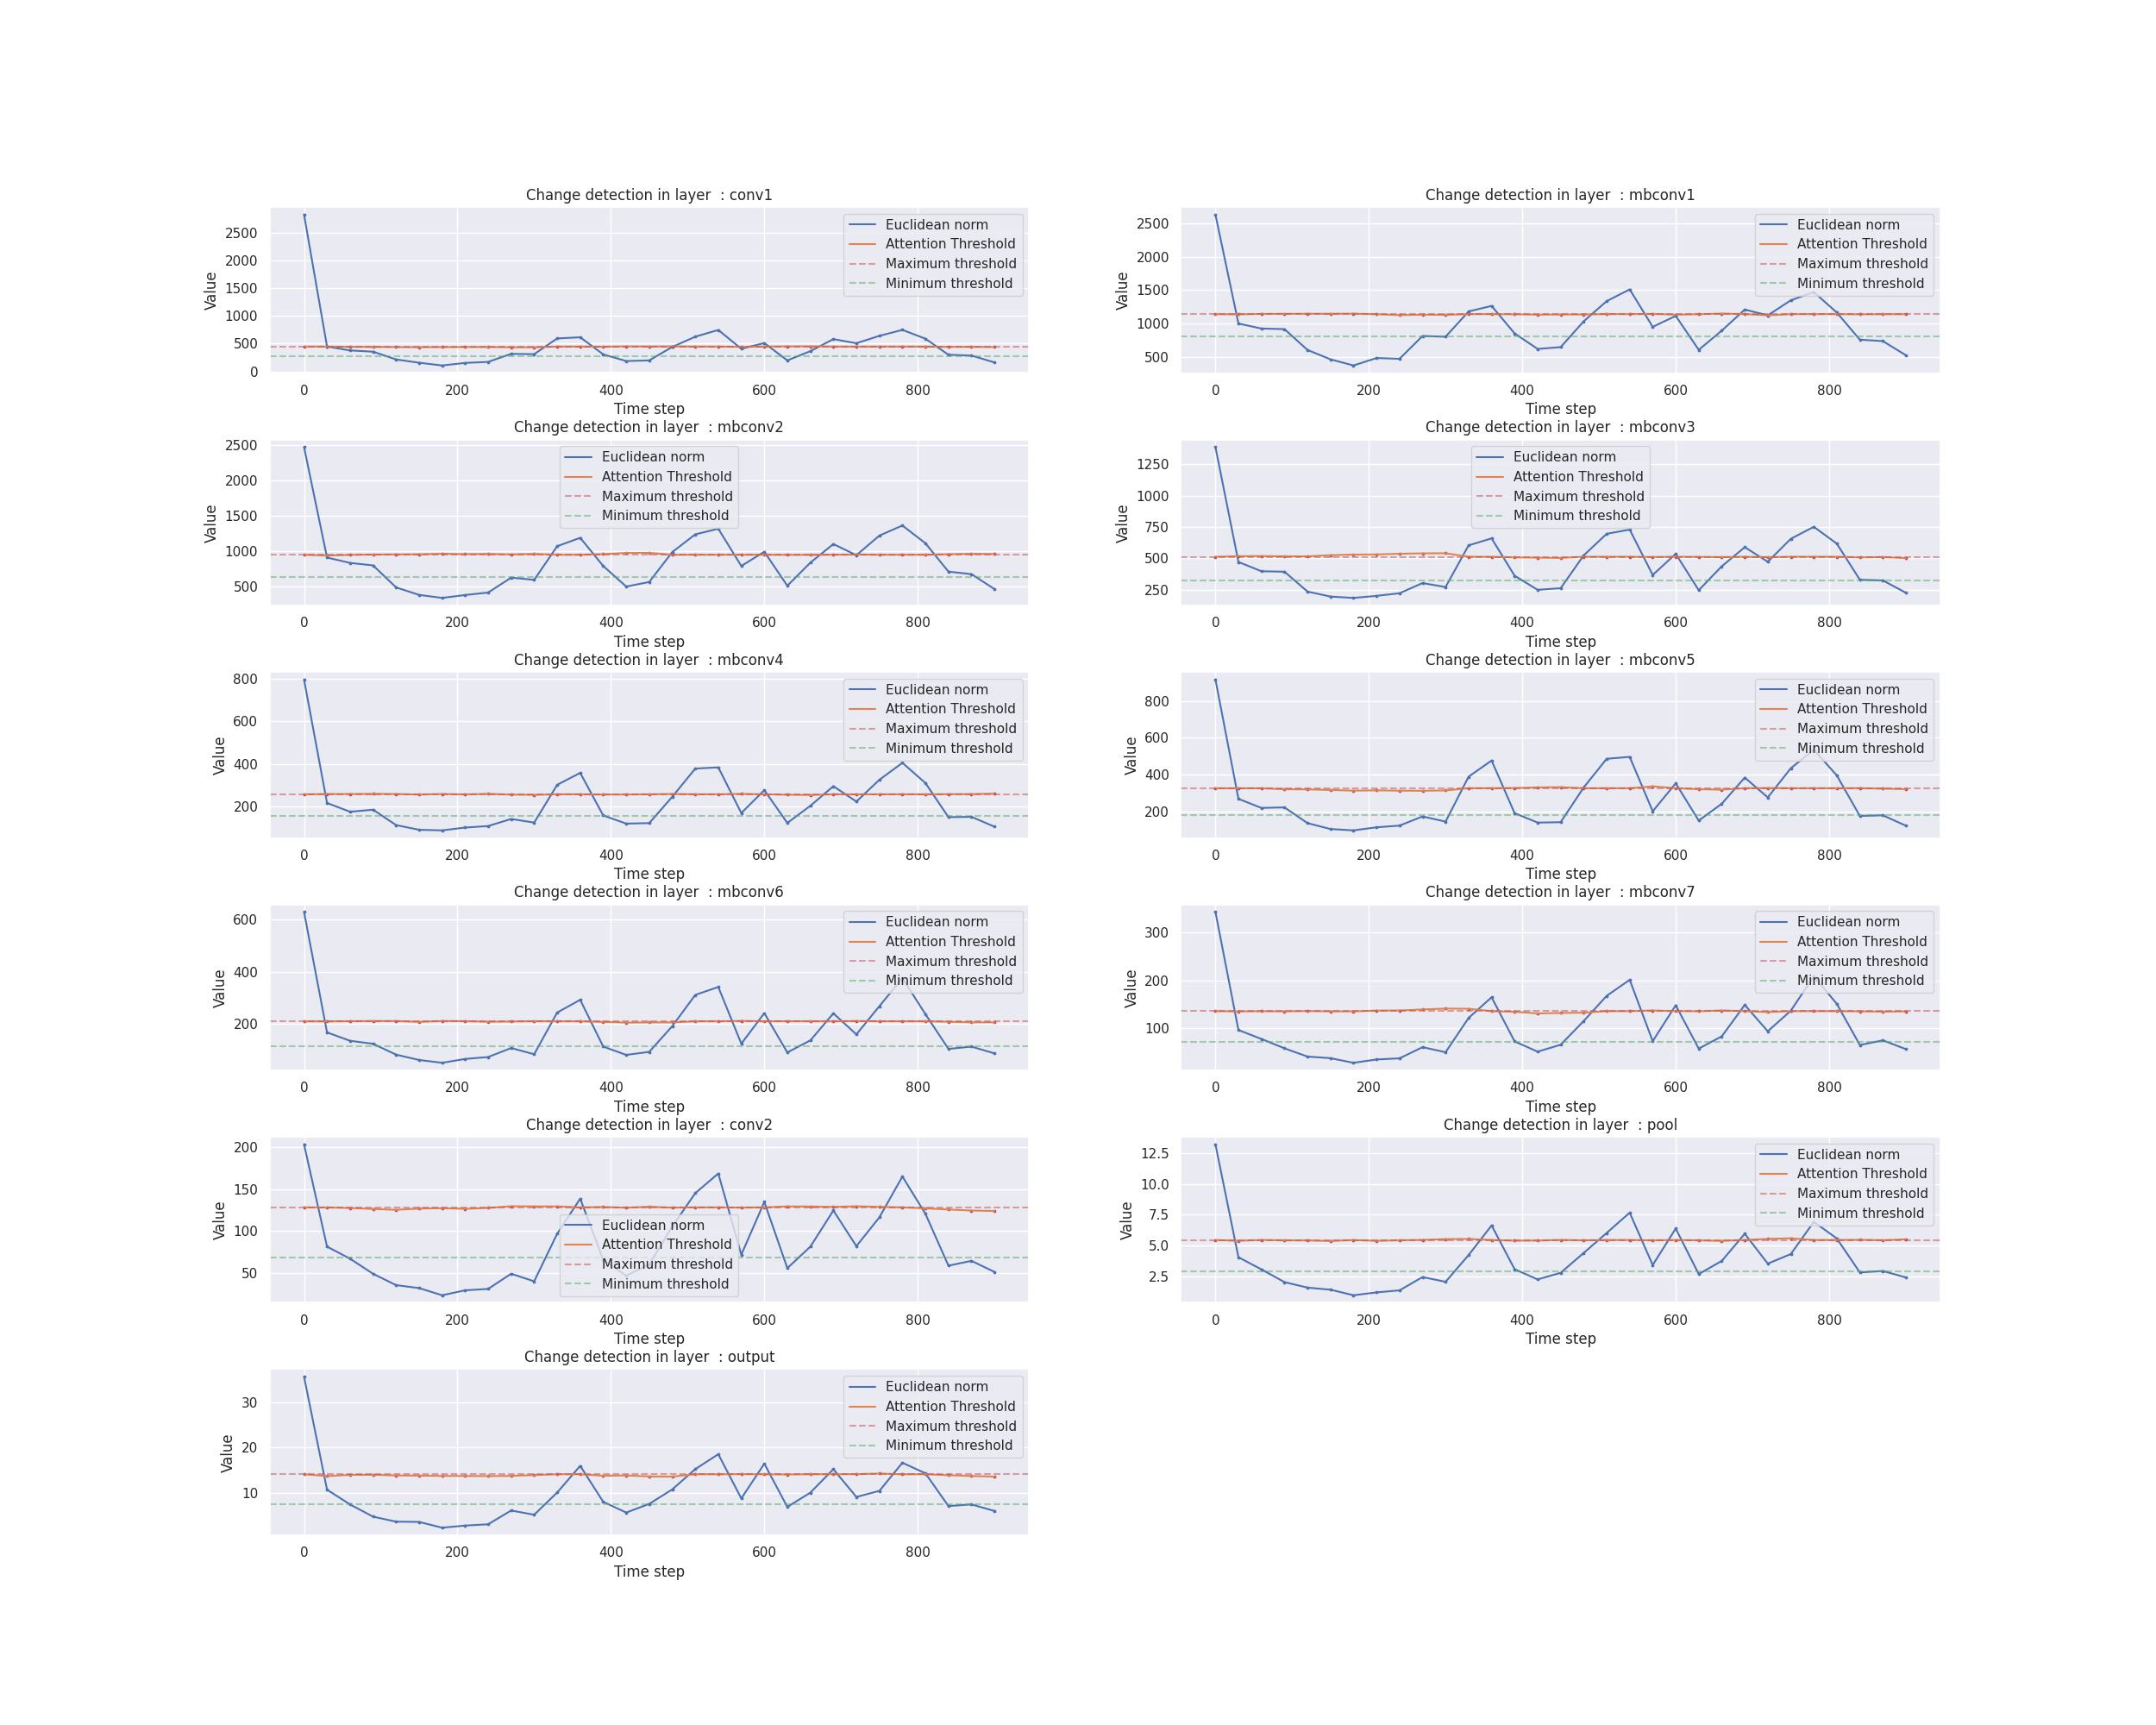 Change detection in layer : conv1
Value
2500
2000
1500
1000
500
0
Euclidean norm
Attention Threshold
Maximum threshold
Minimum threshold
0 200 400 600 800
Time step
Change detection in layer : mbconv1
Value
2500
2000
1500
1000
500
Euclidean norm
Attention Threshold
Maximum threshold
Minimum threshold
0 200 400 600 800
Time step
Change detection in layer : mbconv2
Value
2500
2000
1500
1000
500
Euclidean norm
Attention Threshold
Maximum threshold
Minimum threshold
0 200 400 600 800
Time step
Change detection in layer : mbconv3
Value
1250
1000
750
500
250
Euclidean norm
Attention Threshold
Maximum threshold
Minimum threshold
0 200 400 600 800
Time step
Change detection in layer : mbconv4
Value
800
600
400
200
Euclidean norm
Attention Threshold
Maximum threshold
Minimum threshold
0 200 400 600 800
Time step
Change detection in layer : mbconv5
Value
800
600
400
200
Euclidean norm
Attention Threshold
Maximum threshold
Minimum threshold
0 200 400 600 800
Time step
Change detection in layer : mbconv6
Value
600
400
200
Euclidean norm
Attention Threshold
Maximum threshold
Minimum threshold
0 200 400 600 800
Time step
Change detection in layer : mbconv7
Value
300
200
100
Euclidean norm
Attention Threshold
Maximum threshold
Minimum threshold
0 200 400 600 800
Time step
Change detection in layer : conv2
Value
200
150
100
50
Euclidean norm
Attention Threshold
Maximum threshold
Minimum threshold
0 200 400 600 800
Time step
Change detection in layer : pool
Value
12.5
10.0
7.5
5.0
2.5
Euclidean norm
Attention Threshold
Maximum threshold
Minimum threshold
0 200 400 600 800
Time step
Change detection in layer : output
Value
30
20
10
Euclidean norm
Attention Threshold
Maximum threshold
Minimum threshold
0 200 400 600 800
Time step